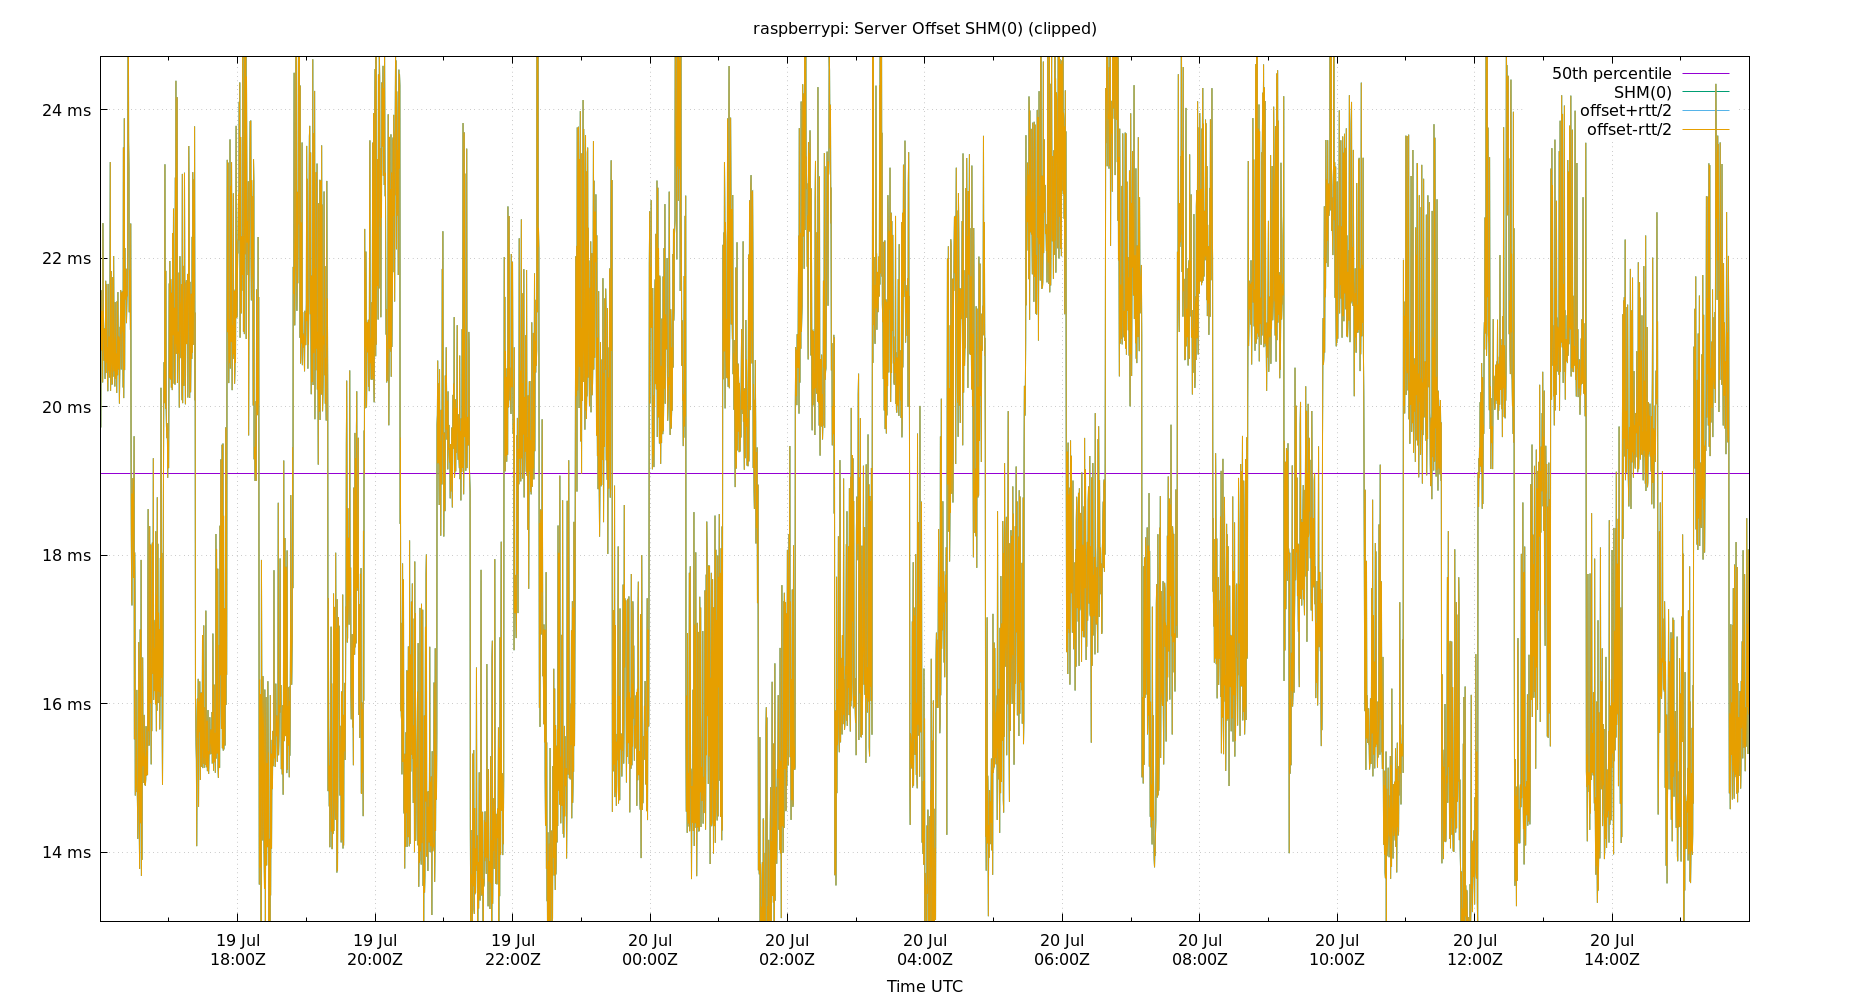 raspberrypi: Server Offset SHM(0) (clipped)
50th percentile
SHM(0)
offset+rtt/2
offset-rtt/2
24 ms
22 ms
20 ms
18 ms
16 ms
14 ms
19 Jul 19 Jul 19 Jul 20 Jul 20 Jul 20 Jul 20 Jul 20 Jul 20 Jul 20 Jul 20 Jul
18:00Z 20:00Z 22:00Z 00:00Z 02:00Z 04:00Z 06:00Z 08:00Z 10:00Z 12:00Z 14:00Z
Time UTC